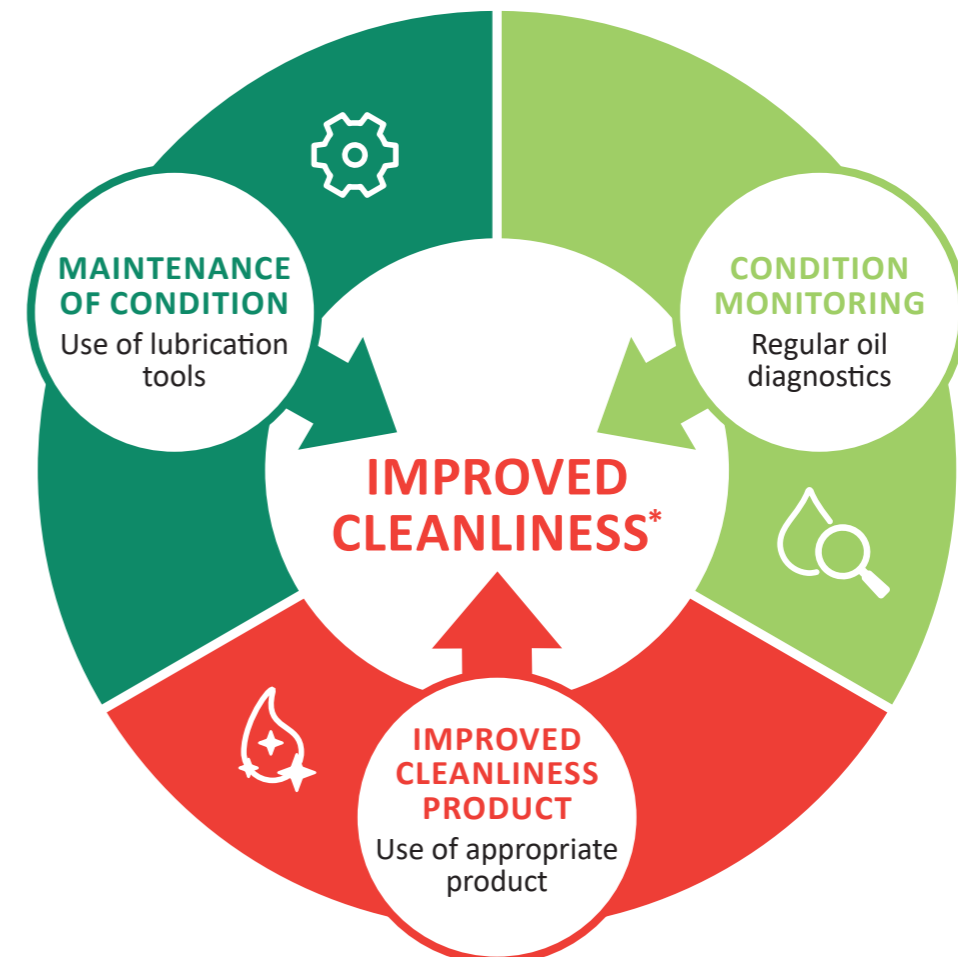 MAINTENANCE
OF CONDITION
Use of lubrication
tools
CONDITION
MONITORING
Regular oil
diagnostics
IMPROVED
CLEANLINESS*
IMPROVED
CLEANLINESS
PRODUCT
Use of appropriate
product